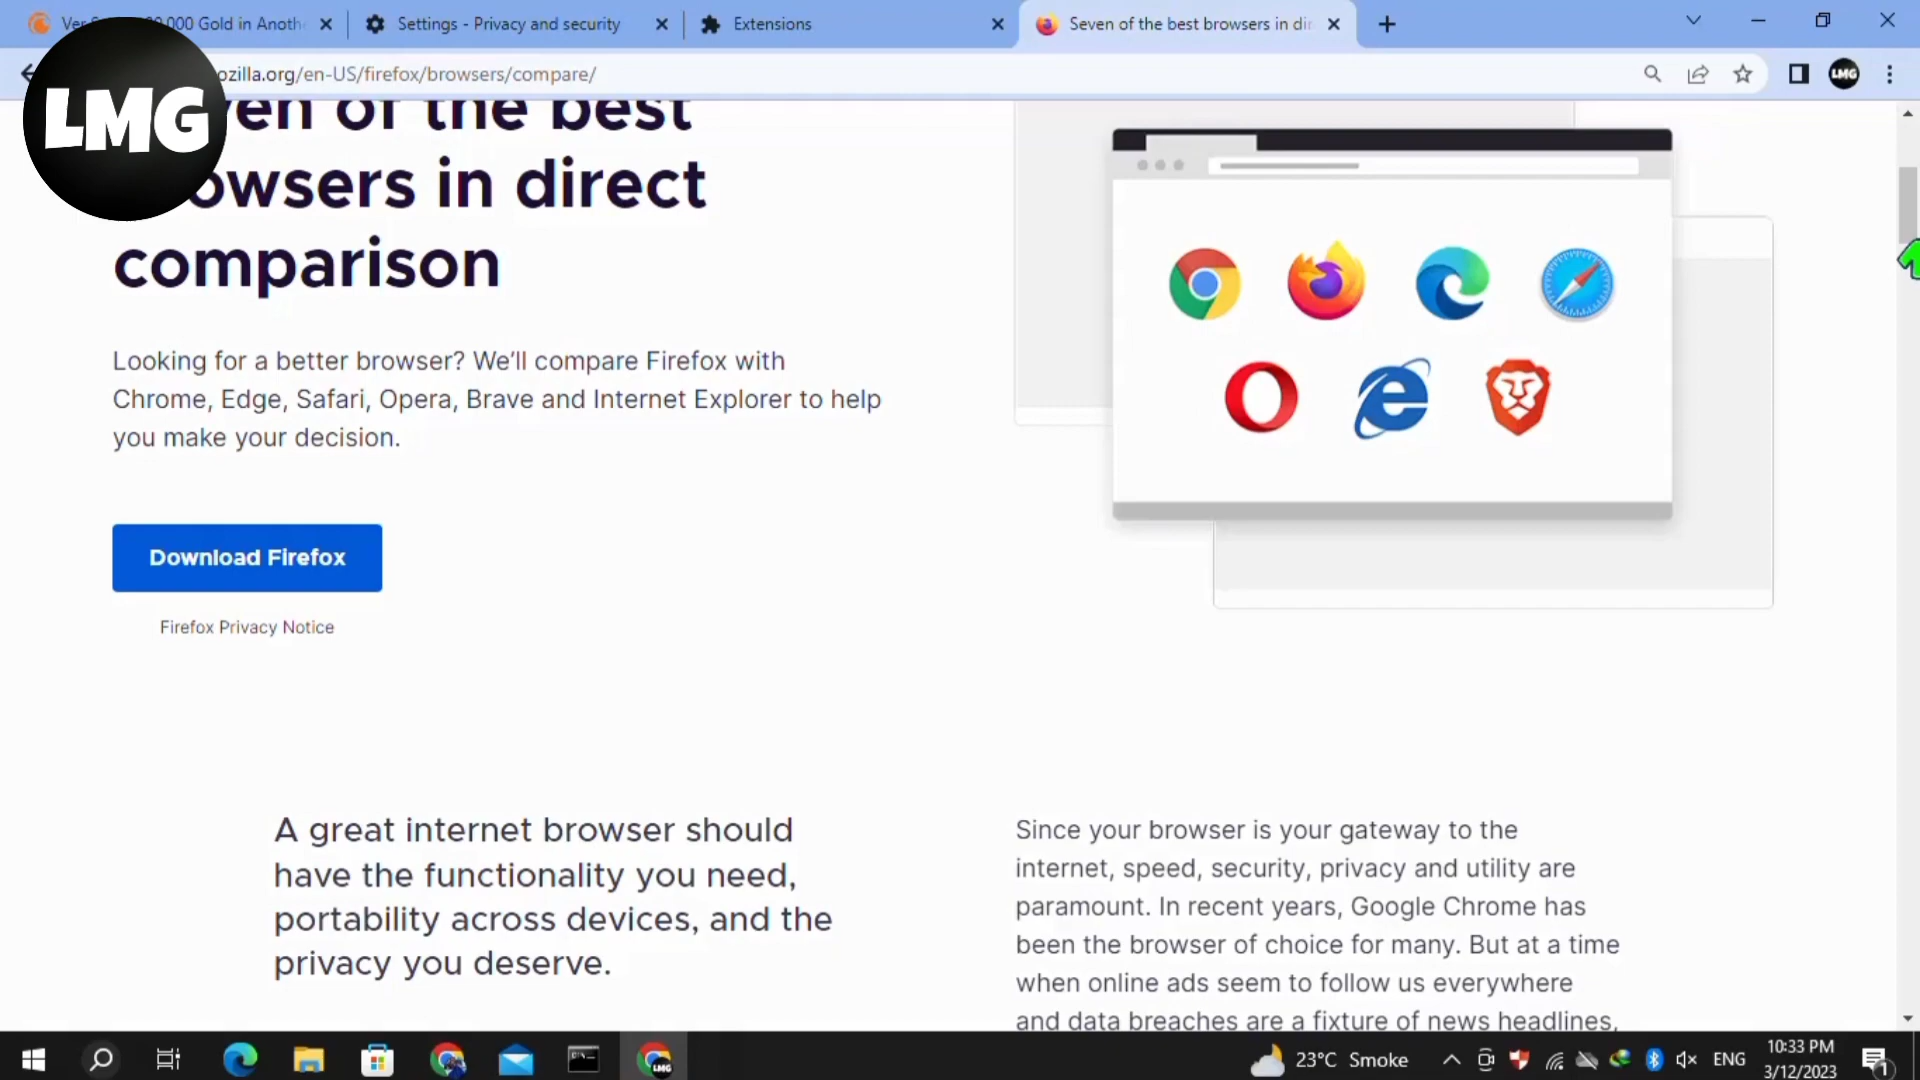 Ve
,000 Gold in Anoth
Settings - Privacy and security
Extensions
Seven of the best browsers in di
ozilla.org/en-US/firefox/browsers/compare/
LMG
LMG
en of the best
owsers in direct
comparison
Looking for a better browser? We'll compare Firefox with
Chrome, Edge, Safari, Opera, Brave and Internet Explorer to help
you make your decision.
Download Firefox
Firefox Privacy Notice
A great internet browser should
have the functionality you need,
portability across devices, and the
privacy you deserve.
Since your browser is your gateway to the
internet, speed, security, privacy and utility are
paramount. In recent years, Google Chrome has
been the browser of choice for many. But at a time
when online ads seem to follow us everywhere
and data breaches are a fixture of news headlines,
LMG
23°C Smoke
ENG
10:33 PM
3/12/2023
1